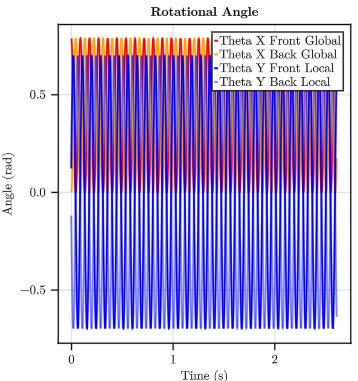 Rotational Angle
Theta X Front Global
Theta X Back Global
Theta Y Front Local
Theta Y Back Local
0.5
0.0
−0.5
Angle (rad)
0
1
2
Time (s)